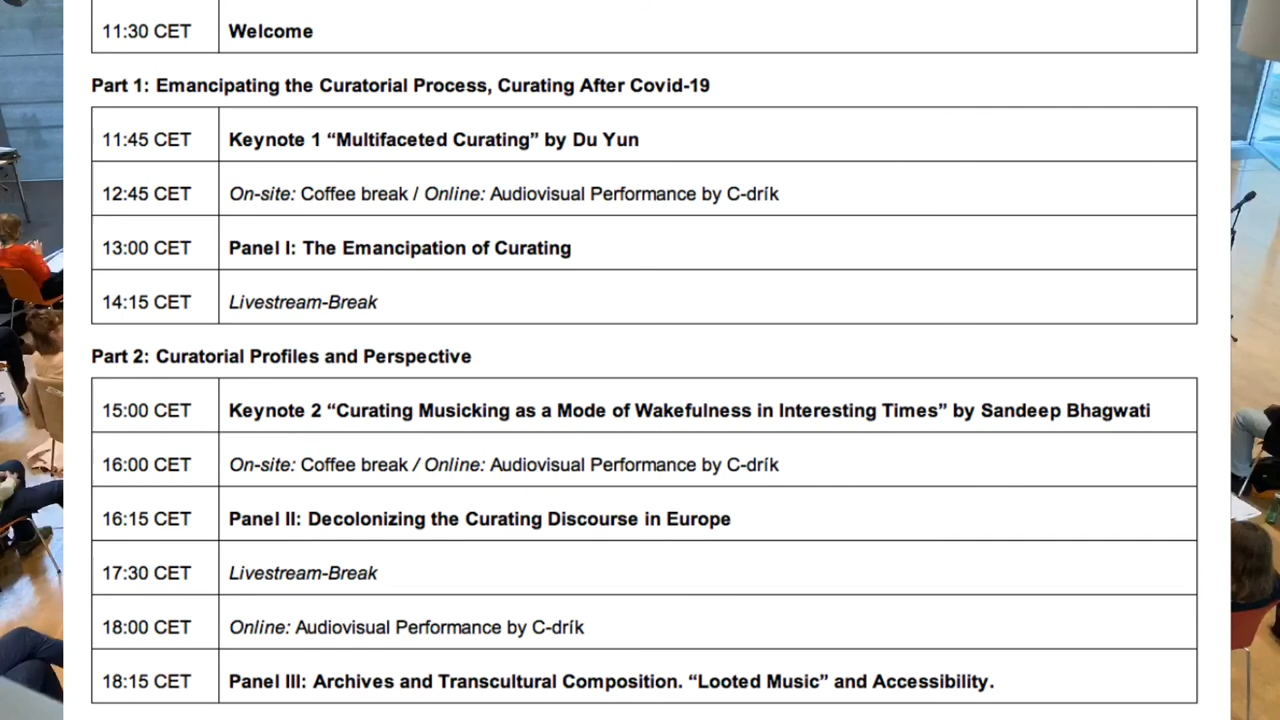 11:30 CET Welcome
Part 1: Emancipating the Curatorial Process, Curating After Covid-19
11:45 CET Keynote 1 “Multifaceted Curating” by Du Yun
12:45 CET On-site: Coffee break / Online: Audiovisual Performance by C-drík
13:00 CET Panel I: The Emancipation of Curating
14:15 CET Livestream-Break
Part 2: Curatorial Profiles and Perspective
15:00 CET Keynote 2 “Curating Musicking as a Mode of Wakefulness in Interesting Times” by Sandeep Bhagwati
16:00 CET On-site: Coffee break / Online: Audiovisual Performance by C-drík
16:15 CET Panel II: Decolonizing the Curating Discourse in Europe
17:30 CET Livestream-Break
18:00 CET Online: Audiovisual Performance by C-drík
18:15 CET Panel III: Archives and Transcultural Composition. “Looted Music” and Accessibility.